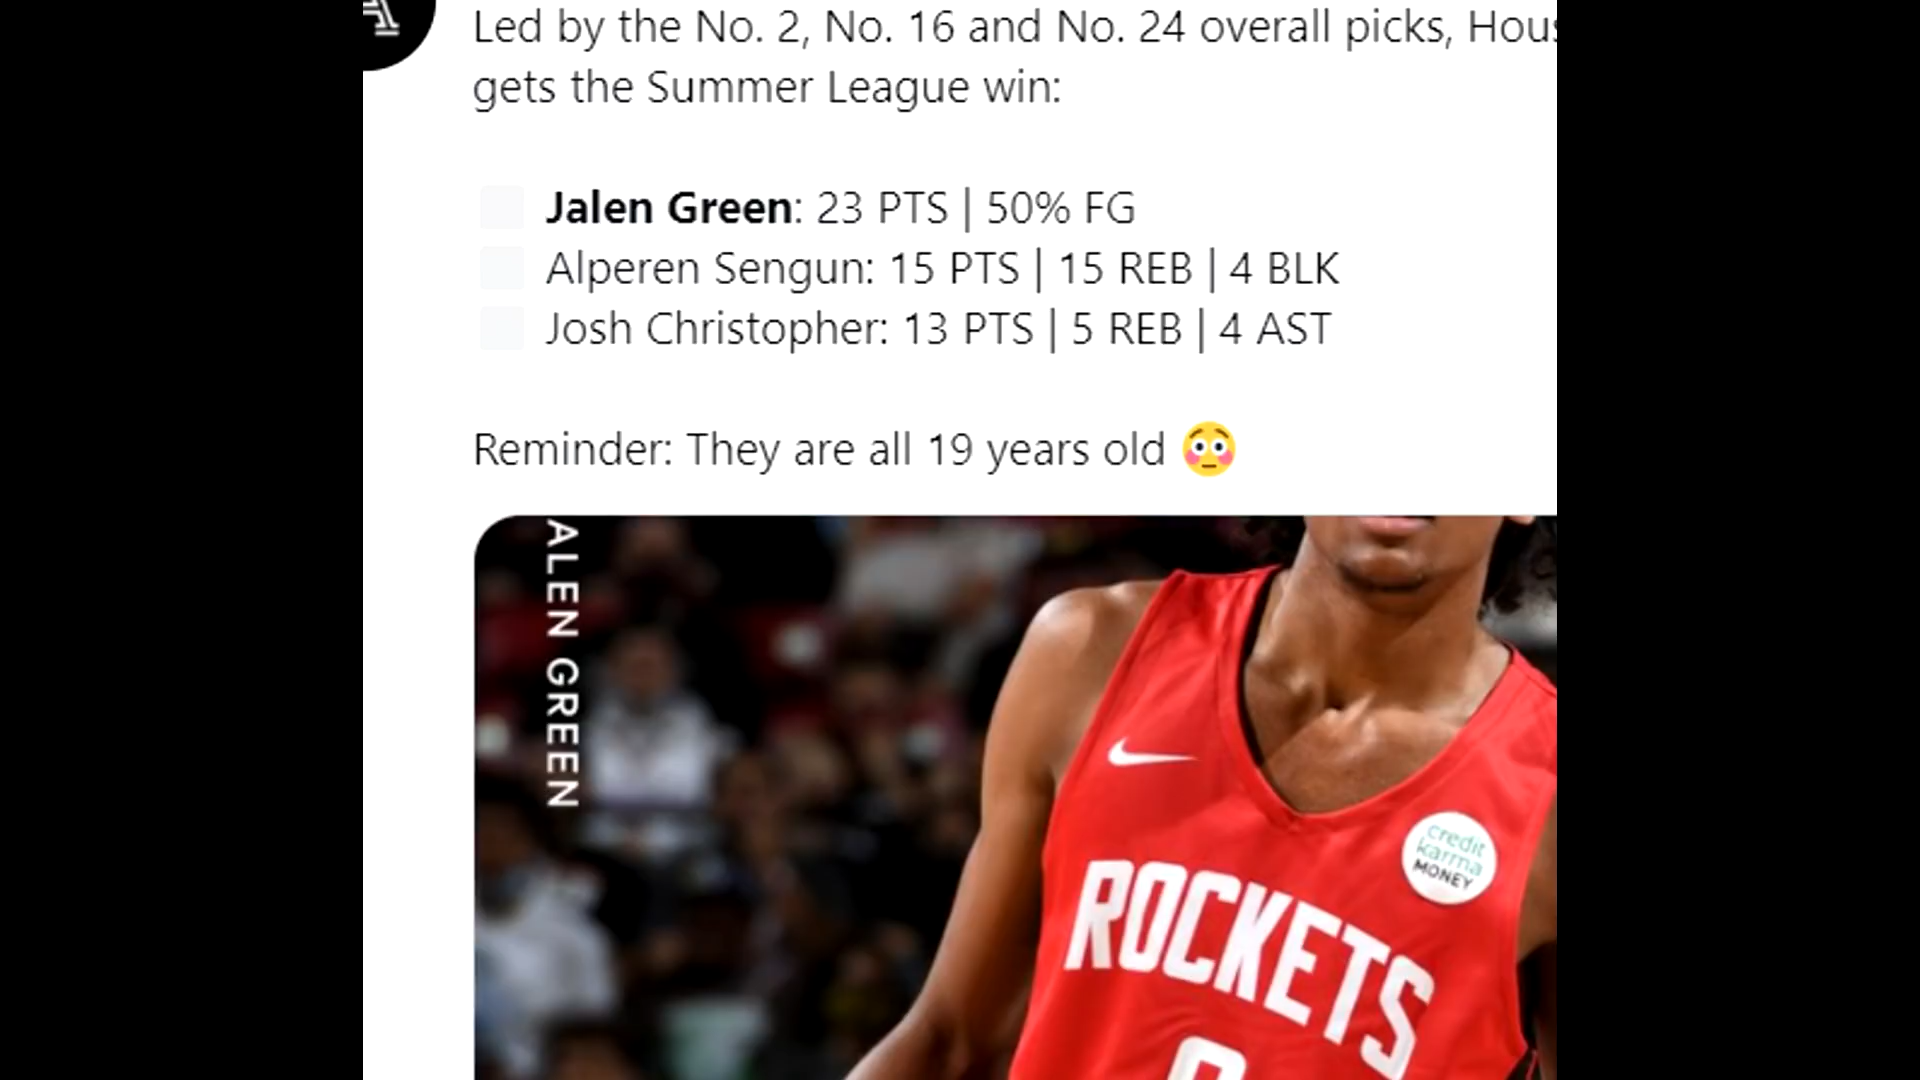 Led by the No. 2, No. 16 and No. 24 overall picks, Hous
gets the Summer League win:
Jalen Green: 23 PTS | 50% FG
Alperen Sengun: 15 PTS | 15 REB | 4 BLK
Josh Christopher: 13 PTS | 5 REB | 4 AST
Reminder: They are all 19 years old 😳
ALEN GREEN
credit
karma
MONEY
ROCKETS